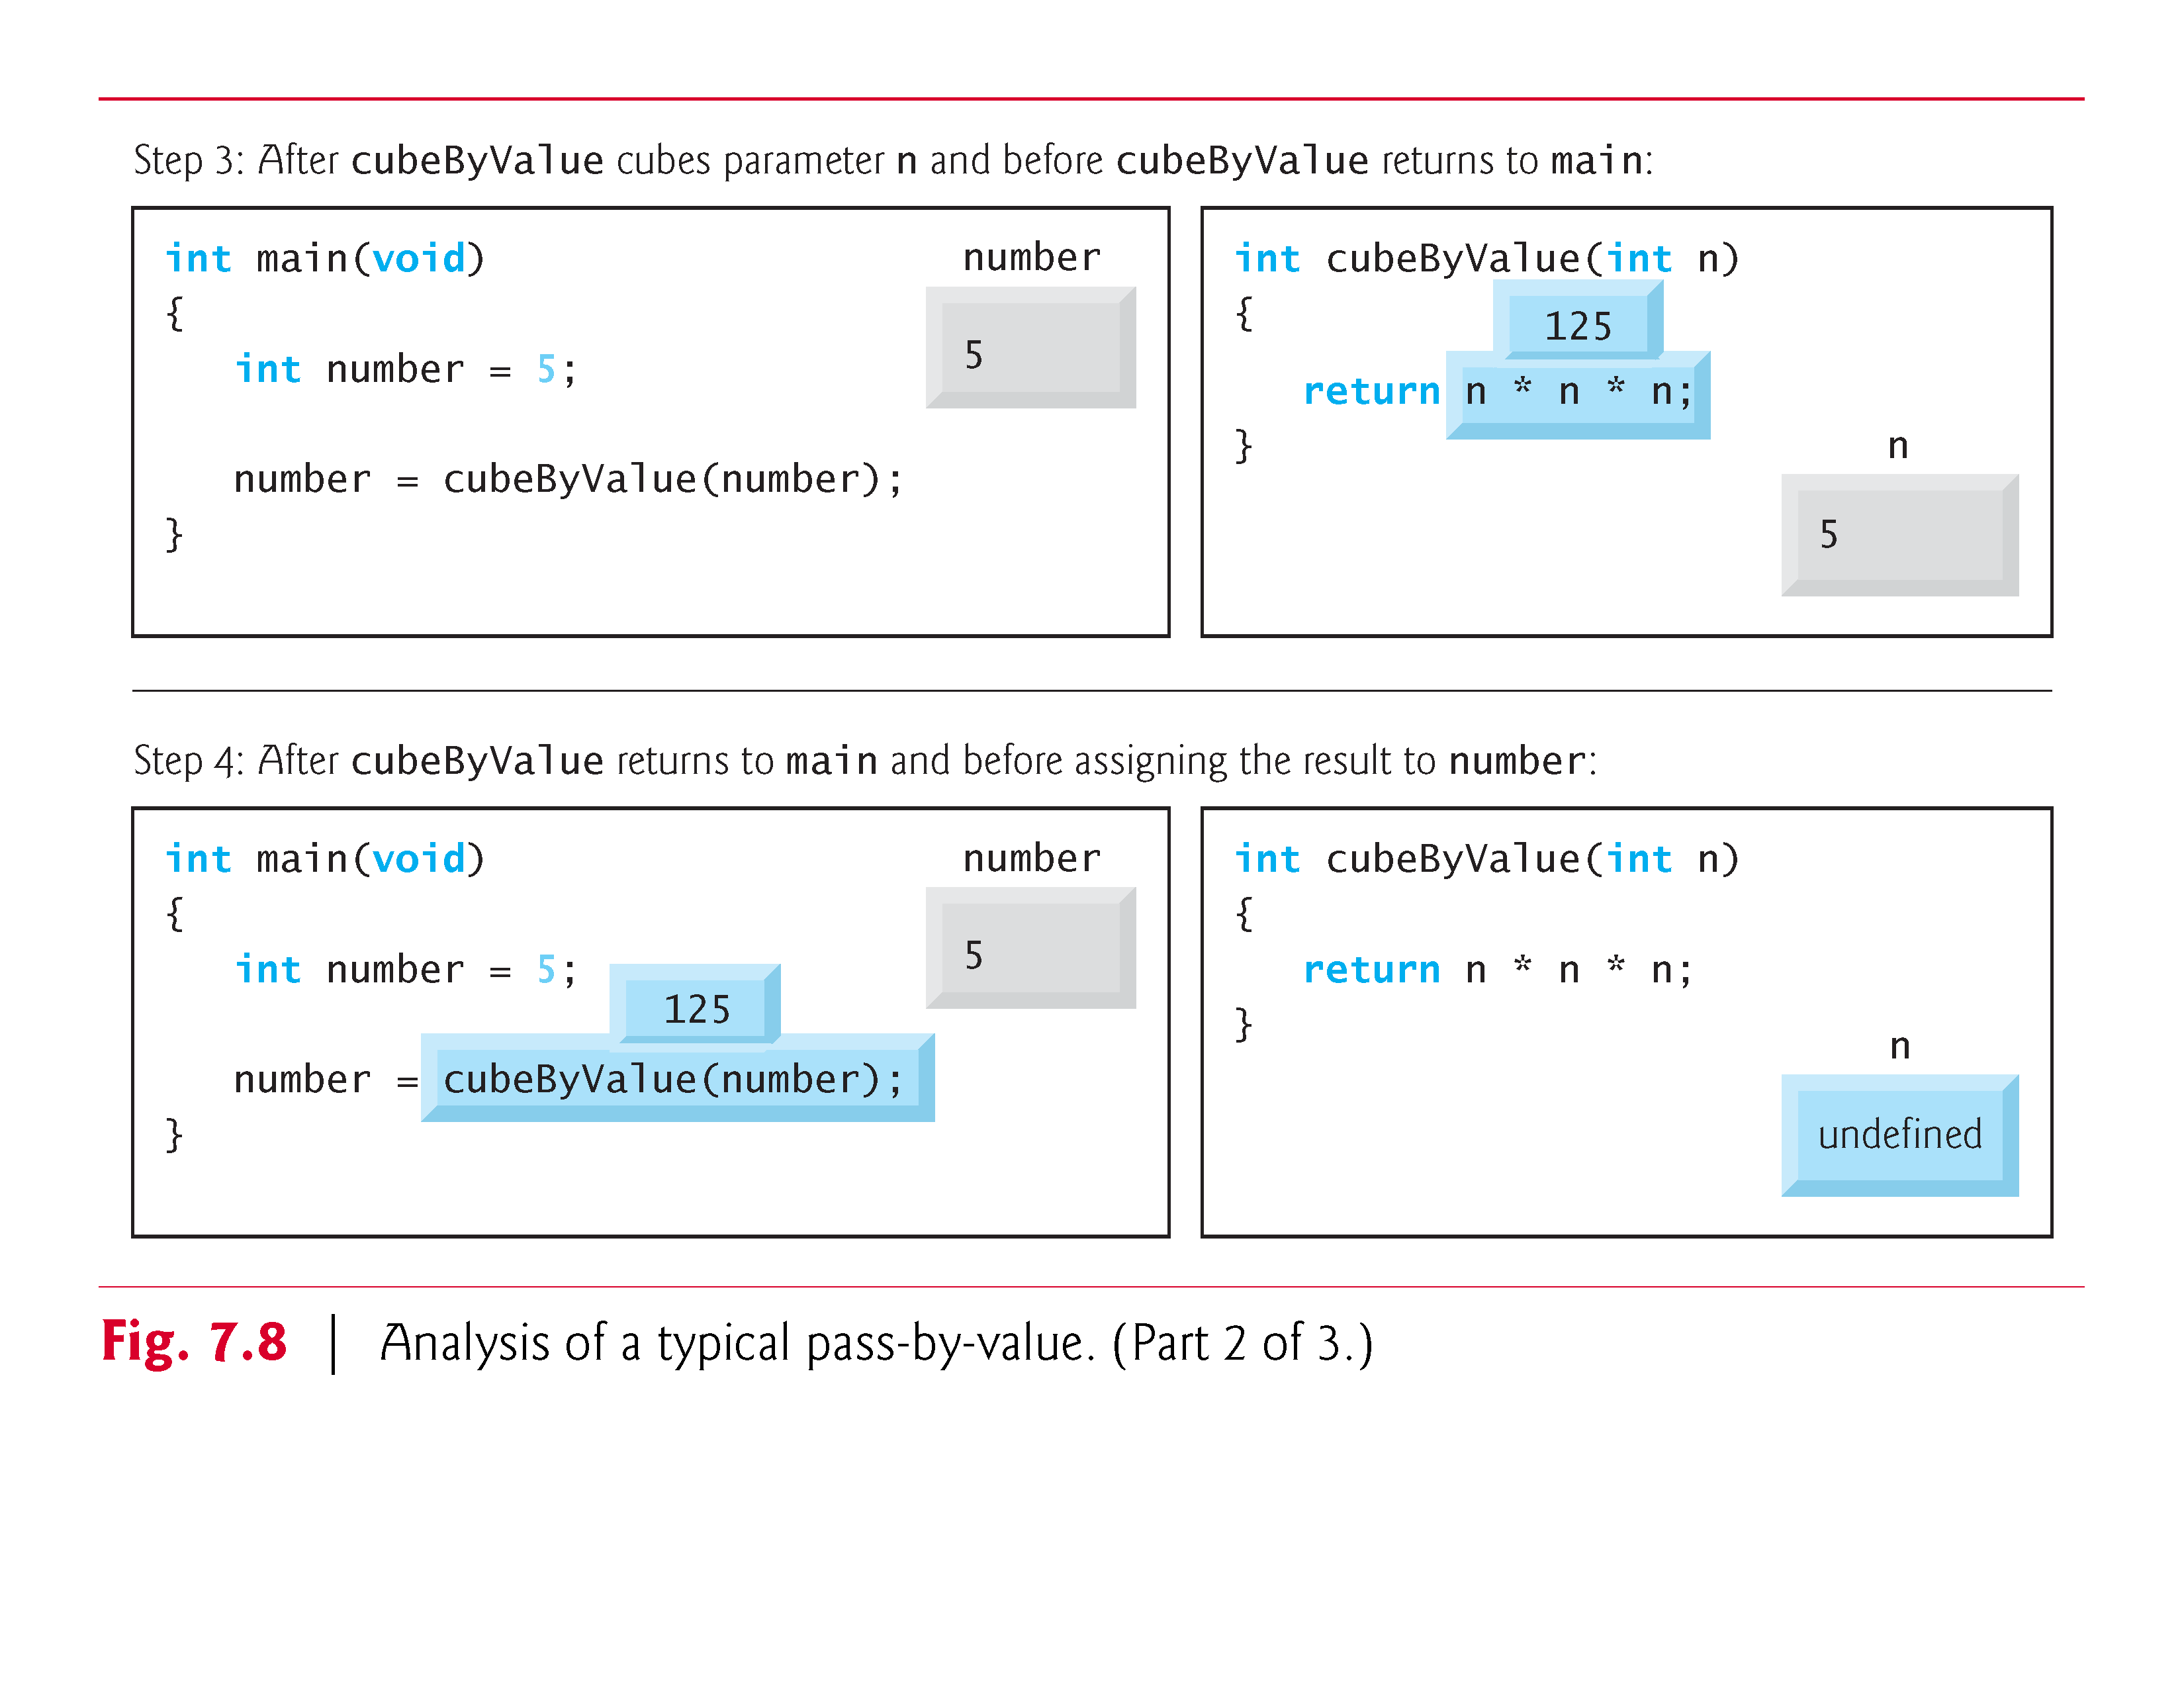 Step 3: After cubeByValue cubes parameter n and before cubeByValue returns to main:
int main(void)
{
int number = 5;
number = cubeByValue(number);
}
number
5
int cubeByValue(int n)
{
125
return n * n * n;
}
n
5
Step 4: After cubeByValue returns to main and before assigning the result to number:
int main(void)
{
int number = 5;
125
number = cubeByValue(number);
}
number
5
int cubeByValue(int n)
{
return n * n * n;
}
n
undefined
Fig. 7.8 | Analysis of a typical pass-by-value. (Part 2 of 3.)